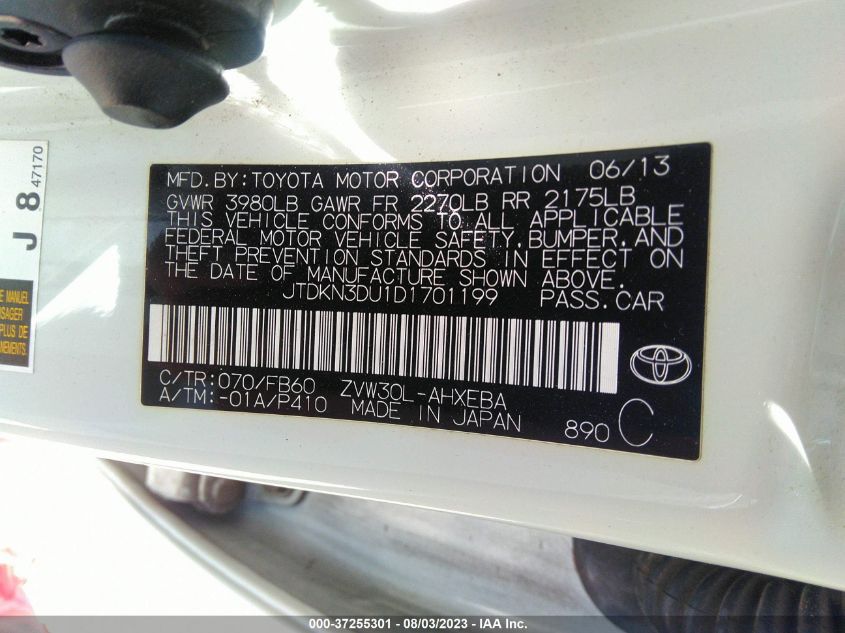 MFD. BY: TOYOTA MOTOR CORPORATION 06/13
GVWR 3980LB GAWR FR 2270LB RR 2175LB
THIS VEHICLE CONFORMS TO ALL APPLICABLE
FEDERAL MOTOR VEHICLE SAFETY, BUMPER, AND
THEFT PREVENTION STANDARDS IN EFFECT ON
THE DATE OF MANUFACTURE SHOWN ABOVE.
JTDKN3DU1D1701199 PASS. CAR
C/TR: 070/FB60 ZVW30L-AHXEBA
A/TM: -01A/P410 MADE IN JAPAN
890 C
J 8
47170
MANUEL
PLUS DE
000-37255301 - 08/03/2023 - IAA Inc.